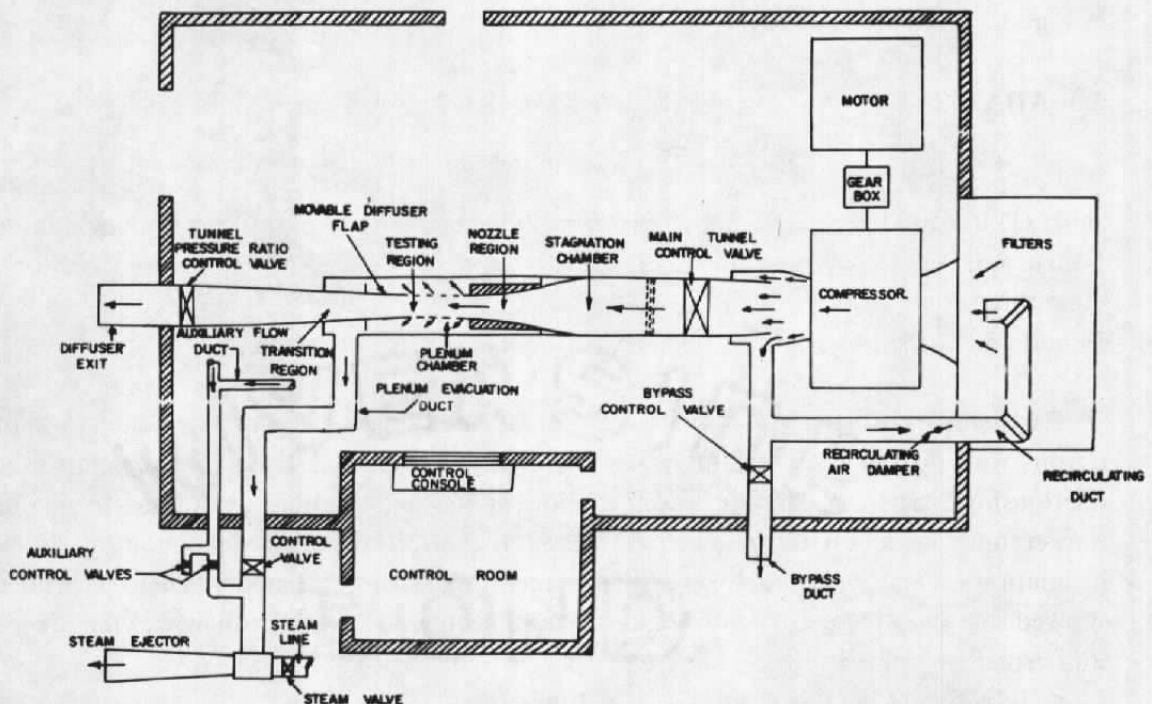 MOTOR
GEAR
BOX
MOVABLE DIFFUSER
FLAP
TESTING
REGION
NOZZLE
REGION
STAGNATION
CHAMBER
MAIN TUNNEL
CONTROL VALVE
FILTERS
TUNNEL
PRESSURE RATIO
CONTROL VALVE
COMPRESSOR.
DIFFUSER
EXIT
AUXILIARY FLOW
DUCT
TRANSITION
REGION
PLENUM
CHAMBER
PLENUM EVACUATION
DUCT
BYPASS
CONTROL VALVE
RECIRCULATING
AIR DAMPER
RECIRCULATING
DUCT
CONTROL
CONSOLE
AUXILIARY
CONTROL VALVES
CONTROL
VALVE
CONTROL ROOM
BYPASS
DUCT
STEAM EJECTOR
STEAM
LINE
STEAM VALVE